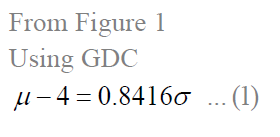 From Figure 1
Using GDC
μ − 4 = 0.8416σ ... (1)